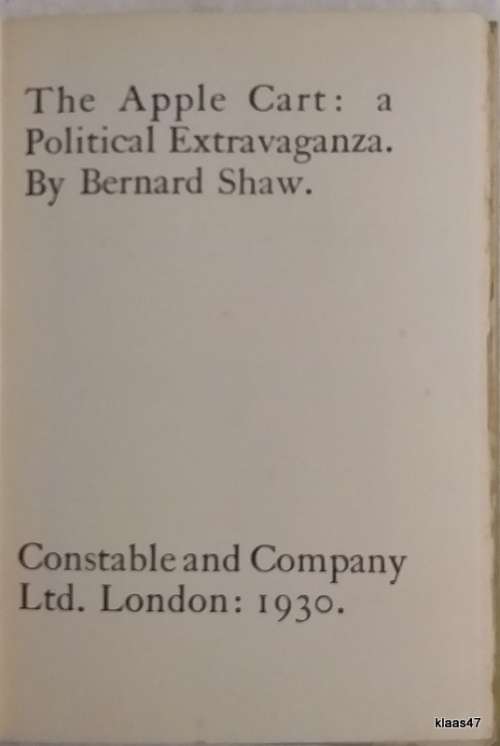 The Apple Cart: a
Political Extravaganza.
By Bernard Shaw.
Constable and Company
Ltd. London: 1930.
klaas47